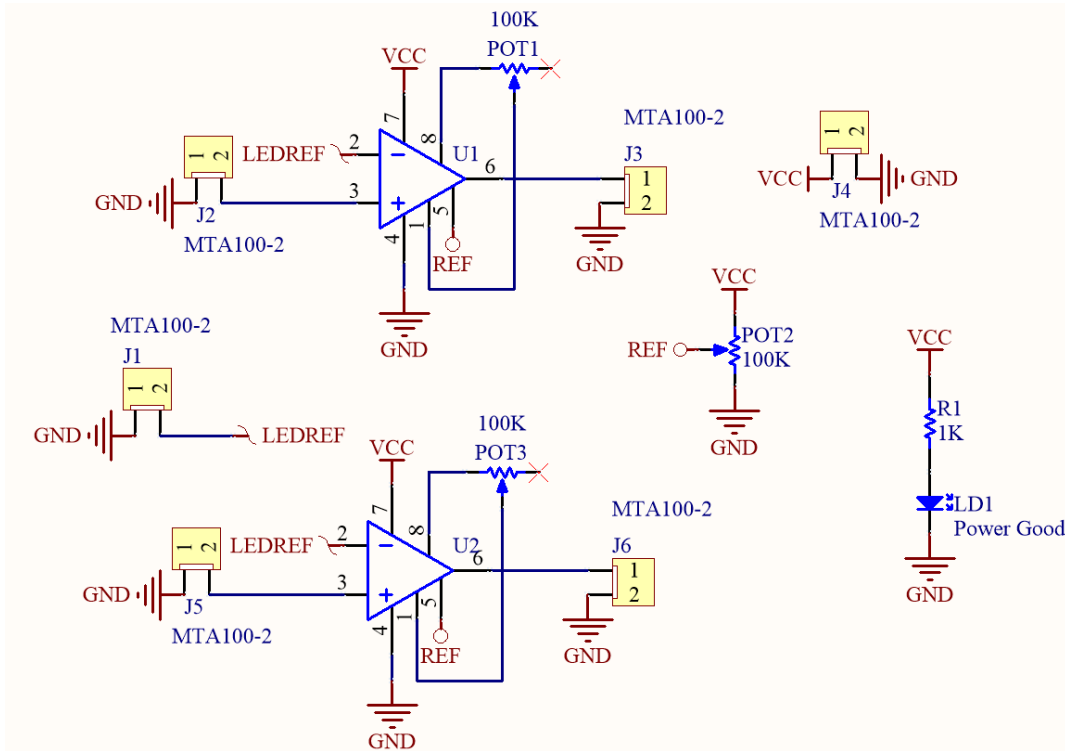 100K
POT1
VCC
7
8
MTA100-2
1 2
LEDREF
2
U1
6
J3
1
2
1 2
VCC
J4
GND
GND
J2
3
MTA100-2
4
1
5
REF
GND
MTA100-2
GND
VCC
MTA100-2
REF
POT2
100K
VCC
J1
1 2
GND
LEDREF
GND
R1
1K
100K
POT3
VCC
7
8
MTA100-2
LD1
Power Good
1 2
LEDREF
2
U2
6
J6
1
2
GND
GND
J5
3
MTA100-2
4
1
5
REF
GND
GND